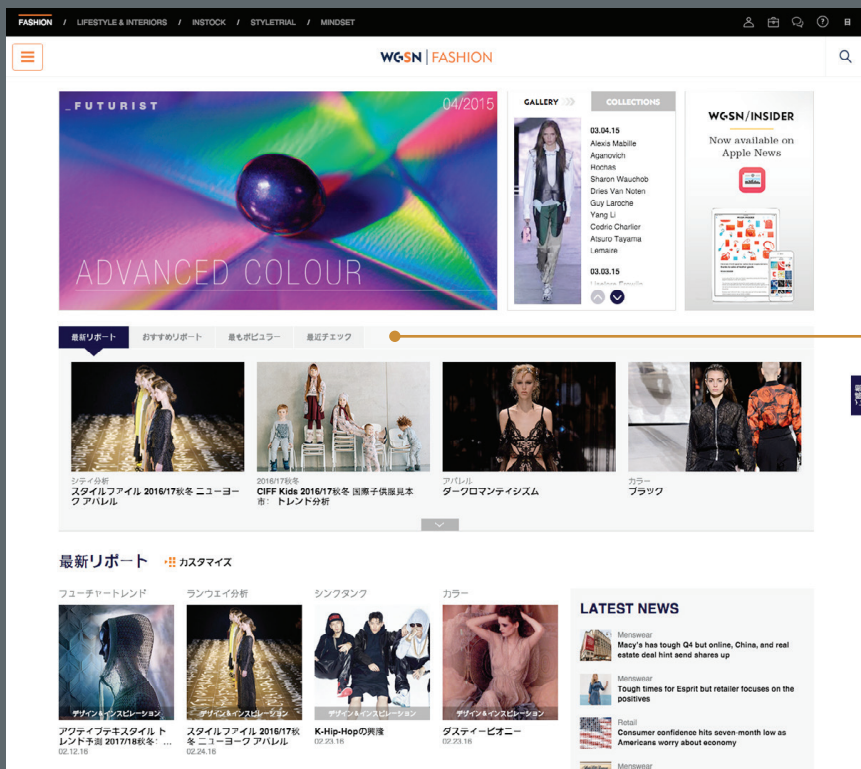 FASHION / LIFESTYLE & INTERIORS / INSTOCK / STYLETRIAL / MINDSET
WGSN | FASHION
_FUTURIST
04/2015
ADVANCED COLOUR
GALLERY
COLLECTIONS
03.04.15
Alexis Mabille
Aganovich
Rochas
Sharon Wauchob
Dries Van Noten
Guy Laroche
Yang Li
Cedric Charlier
Atsuro Tayama
Lemaire
03.03.15
WGSN/INSIDER
Now available on
Apple News
最新リポート
おすすめリポート
最もポピュラー
最近チェック
シティ分析
スタイルファイル 2016/17秋冬 ニューヨー
ク アパレル
2016/17秋冬
CIFF Kids 2016/17秋冬 国際子供服見本
市： トレンド分析
アパレル
ダークロマンティシズム
カラー
ブラック
最新リポート
カスタマイズ
フューチャートレンド
デザイン&インスピレーション
アクティブテキスタイル ト
レンド予測 2017/18秋冬：...
02.12.16
ランウェイ分析
デザイン&インスピレーション
スタイルファイル 2016/17秋
冬 ニューヨーク アパレル
02.24.16
シンクタンク
デザイン&インスピレーション
K-Hip-Hopの興隆
02.23.16
カラー
デザイン&インスピレーション
ダスティーピオニー
02.23.16
LATEST NEWS
Menswear
Macy's has tough Q4 but online, China, and real
estate deal hint send shares up
Menswear
Tough times for Esprit but retailer focuses on the
positives
Retail
Consumer confidence hits seven-month low as
Americans worry about economy
Menswear